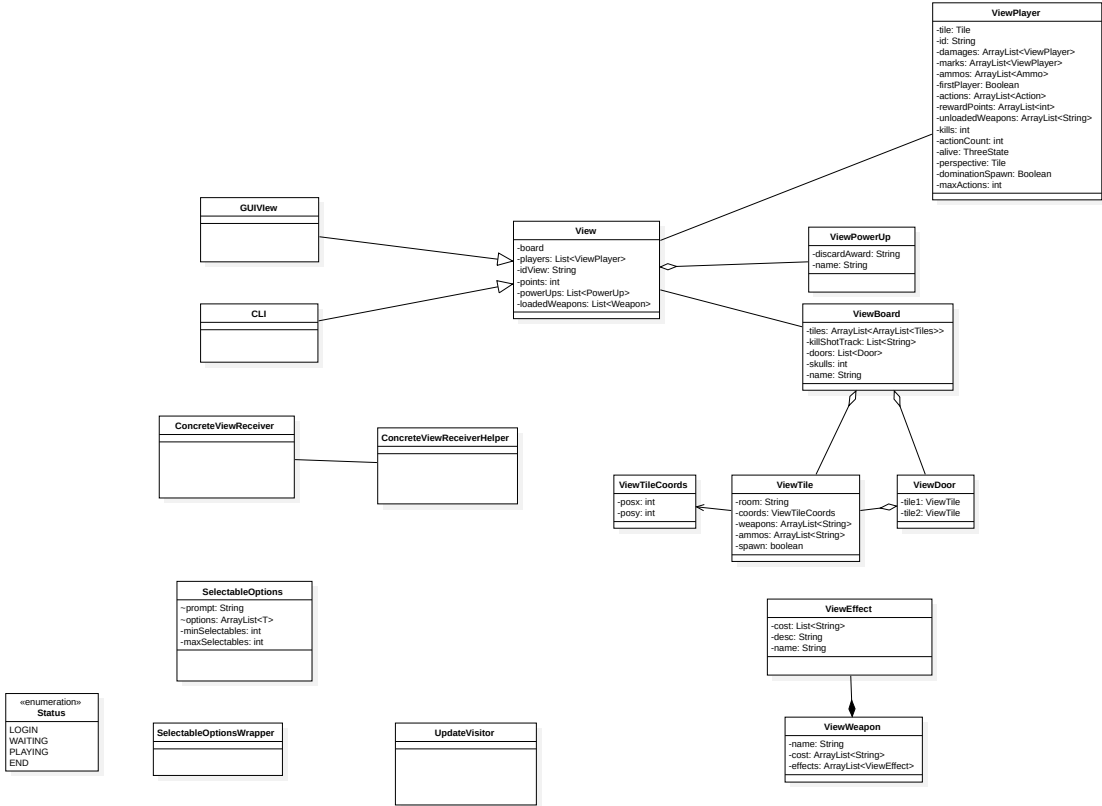 ViewPlayer
-tile: Tile
-id: String
-damages: ArrayList<ViewPlayer>
-marks: ArrayList<ViewPlayer>
-ammos: ArrayList<Ammo>
-firstPlayer: Boolean
-actions: ArrayList<Action>
-rewardPoints: ArrayList<int>
-unloadedWeapons: ArrayList<String>
-kills: int
-actionCount: int
-alive: ThreeState
-perspective: Tile
-dominationSpawn: Boolean
-maxActions: int
GUIVIew
View
-board
-players: List<ViewPlayer>
-idView: String
-points: int
-powerUps: List<PowerUp>
-loadedWeapons: List<Weapon>
ViewPowerUp
-discardAward: String
-name: String
CLI
ViewBoard
-tiles: ArrayList<ArrayList<Tiles>>
-killShotTrack: List<String>
-doors: List<Door>
-skulls: int
-name: String
ConcreteViewReceiver
ConcreteViewReceiverHelper
ViewTileCoords
-posx: int
-posy: int
ViewTile
-room: String
-coords: ViewTileCoords
-weapons: ArrayList<String>
-ammos: ArrayList<String>
-spawn: boolean
ViewDoor
-tile1: ViewTile
-tile2: ViewTile
SelectableOptions
~prompt: String
~options: ArrayList<T>
-minSelectables: int
-maxSelectables: int
ViewEffect
-cost: List<String>
-desc: String
-name: String
«enumeration»
Status
LOGIN
WAITING
PLAYING
END
SelectableOptionsWrapper
UpdateVisitor
ViewWeapon
-name: String
-cost: ArrayList<String>
-effects: ArrayList<ViewEffect>